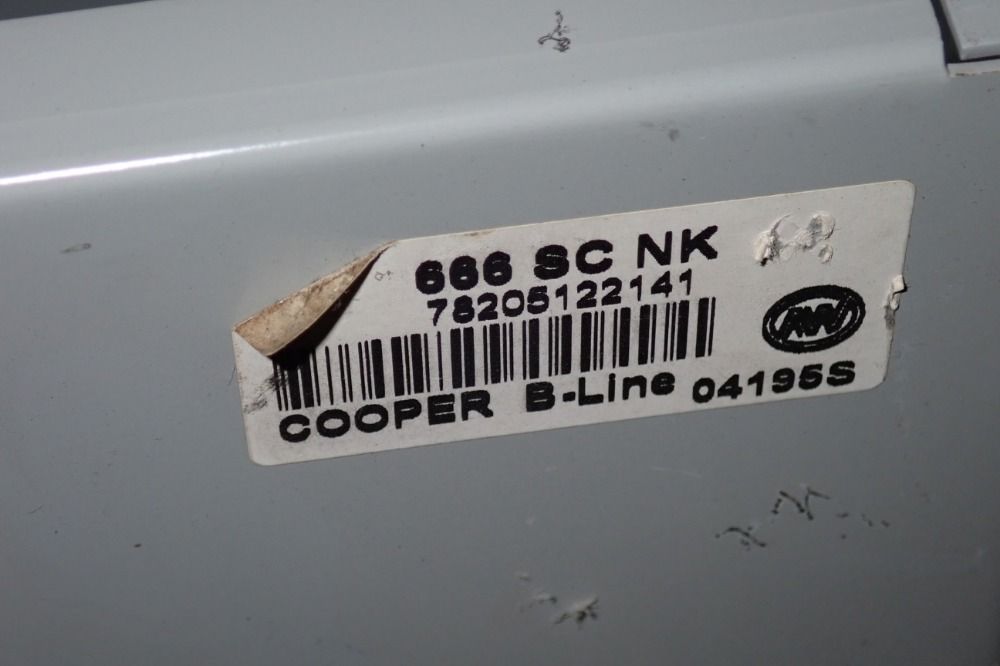 666 SC NK
78205122141
COOPER B-Line 04195S